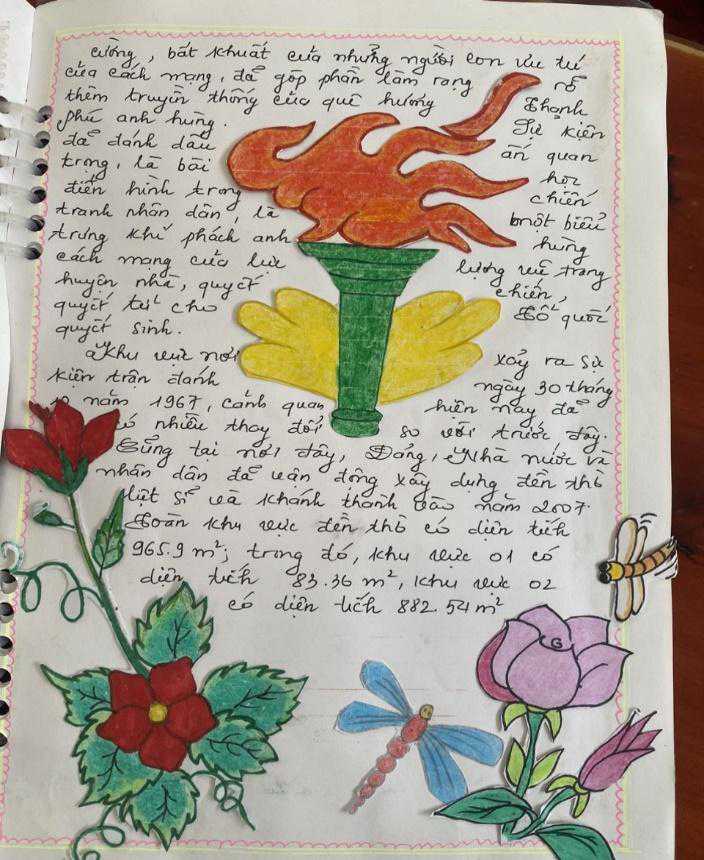 cường, bất khuất của những người con ưu tú
của cách mạng, đã góp phần làm rạng rỡ
thêm truyền thống của quê hương Thạnh
phú anh hùng. Sự kiện
đã đánh dấu ấn quan
trọng, là bài học
điển hình trong chiến
tranh nhân dân, là một biểu
trưng khí phách anh hùng
cách mạng của lực lượng vũ trang
huyện nhà, quyết chiến,
quyết tử cho Tổ quốc
quyết sinh.
Khu vực nơi xảy ra sự
kiện trận đánh ngày 30 tháng
10 năm 1967, cảnh quan hiện nay đã
có nhiều thay đổi so với trước đây.
Cũng tại nơi đây, Đảng, Nhà nước và
nhân dân đã vận động xây dựng đền thờ
liệt sĩ và khánh thành vào năm 2007.
Toàn khu vực đền thờ có diện tích
965.9 m²; trong đó, khu vực 01 có
diện tích 83.36 m², khu vực 02
có diện tích 882.54 m²